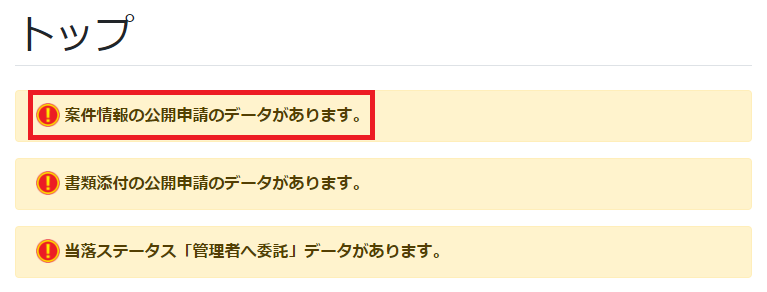 トップ
案件情報の公開申請のデータがあります。
書類添付の公開申請のデータがあります。
当落ステータス「管理者へ委託」データがあります。